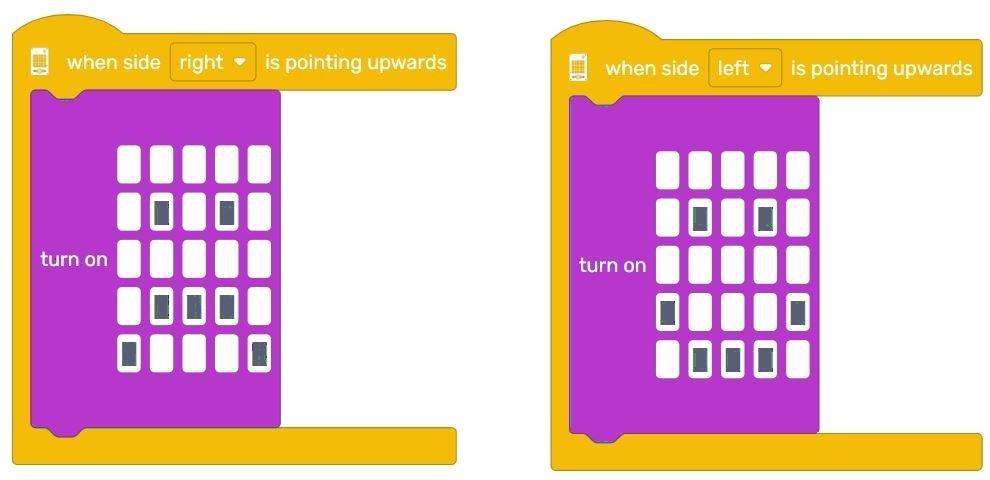 when side right is pointing upwards
turn on
when side left is pointing upwards
turn on